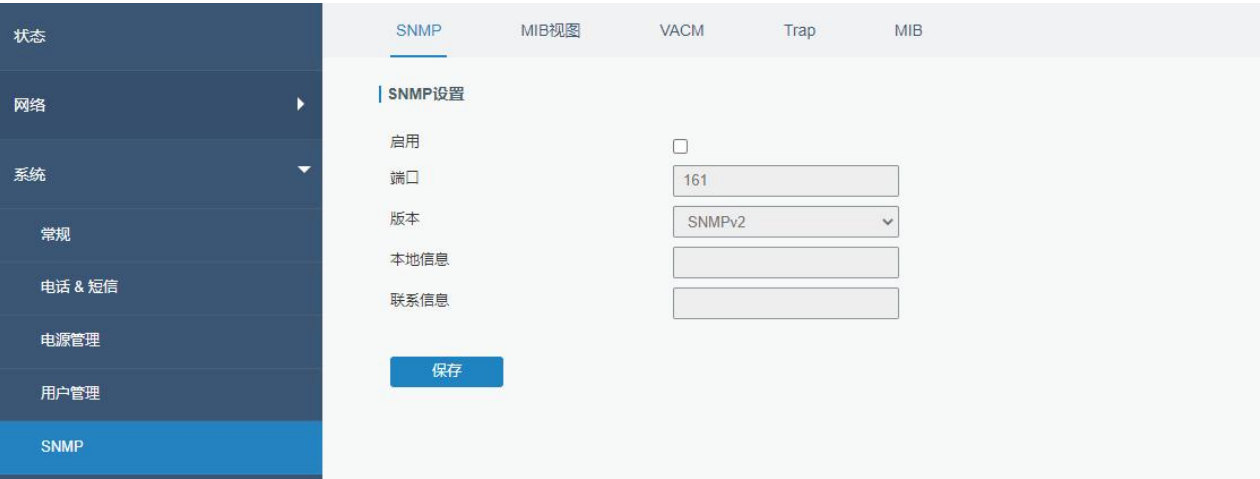 状态
网络
系统
常规
电话 & 短信
电源管理
用户管理
SNMP
SNMP MIB视图 VACM Trap MIB
SNMP设置
启用
端口 161
版本 SNMPv2
本地信息
联系信息
保存